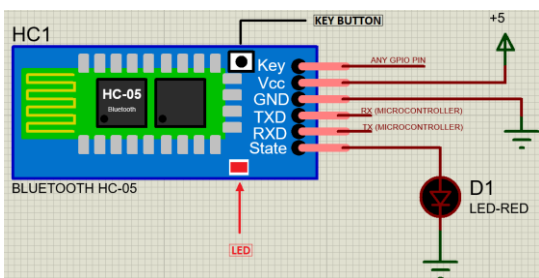 KEY BUTTON
+5
HC1
Key
ANY GPIO PIN
Vcc
HC-05
Bluetooth
GND
TXD
RX (MICROCONTROLLER)
RXD
TX (MICROCONTROLLER)
State
BLUETOOTH HC-05
D1
LED-RED
LED